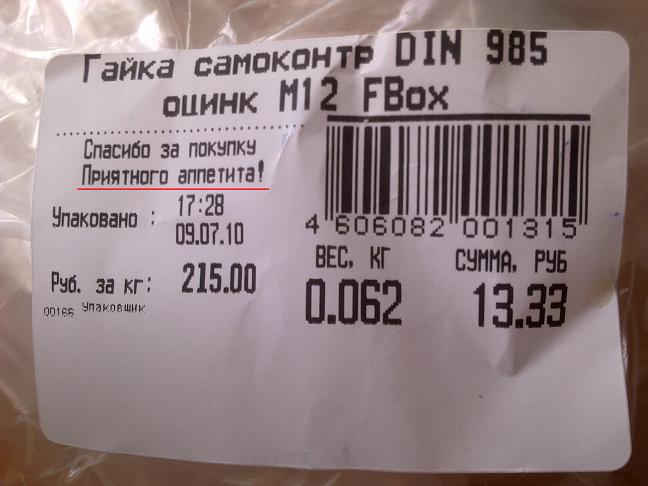 Гайка самоконтр DIN 985
оцинк М12 FBox
Спасибо за покупку
Приятного аппетита!
Упаковано : 17:28
09.07.10
4 606082 001315
ВЕС, КГ СУММА, РУБ
Руб. за кг: 215.00
0.062 13.33
00166 Упаковщик